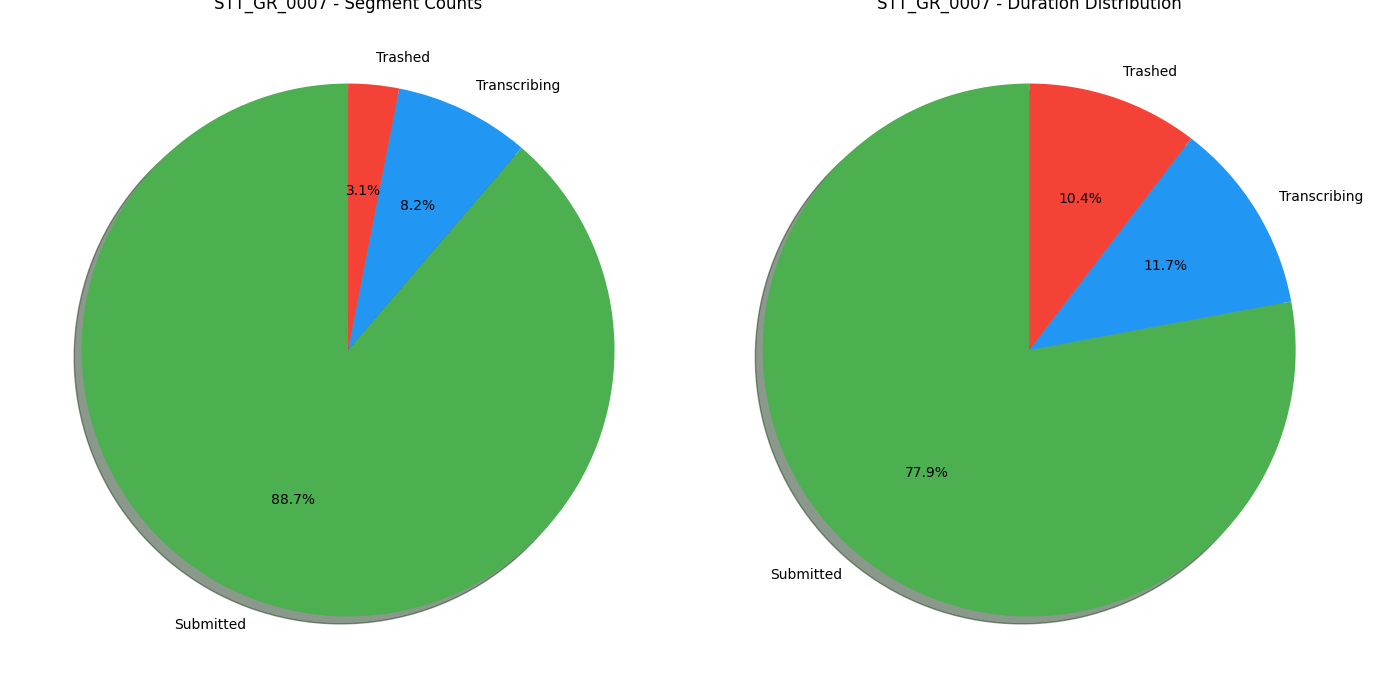 STT_GR_0007 - Segment Counts
Trashed
Transcribing
3.1%
8.2%
88.7%
Submitted
STT_GR_0007 - Duration Distribution
Trashed
Transcribing
10.4%
11.7%
77.9%
Submitted